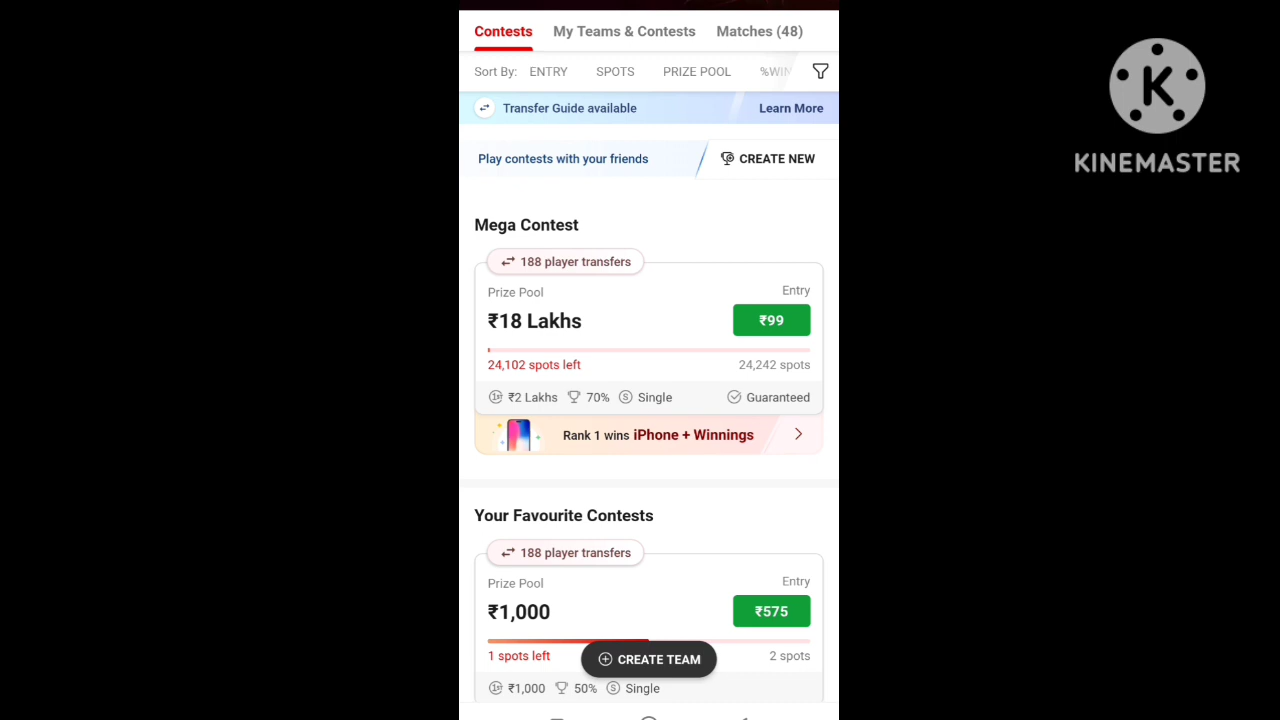 Contests My Teams & Contests Matches (48)
Sort By: ENTRY SPOTS PRIZE POOL %WIN
Transfer Guide available Learn More
Play contests with your friends CREATE NEW
K
KINEMASTER
Mega Contest
188 player transfers
Prize Pool Entry
₹18 Lakhs ₹99
24,102 spots left 24,242 spots
1st ₹2 Lakhs 70% S Single Guaranteed
Rank 1 wins iPhone + Winnings
Your Favourite Contests
188 player transfers
Prize Pool Entry
₹1,000 ₹575
1 spots left 2 spots
CREATE TEAM
1st ₹1,000 50% S Single